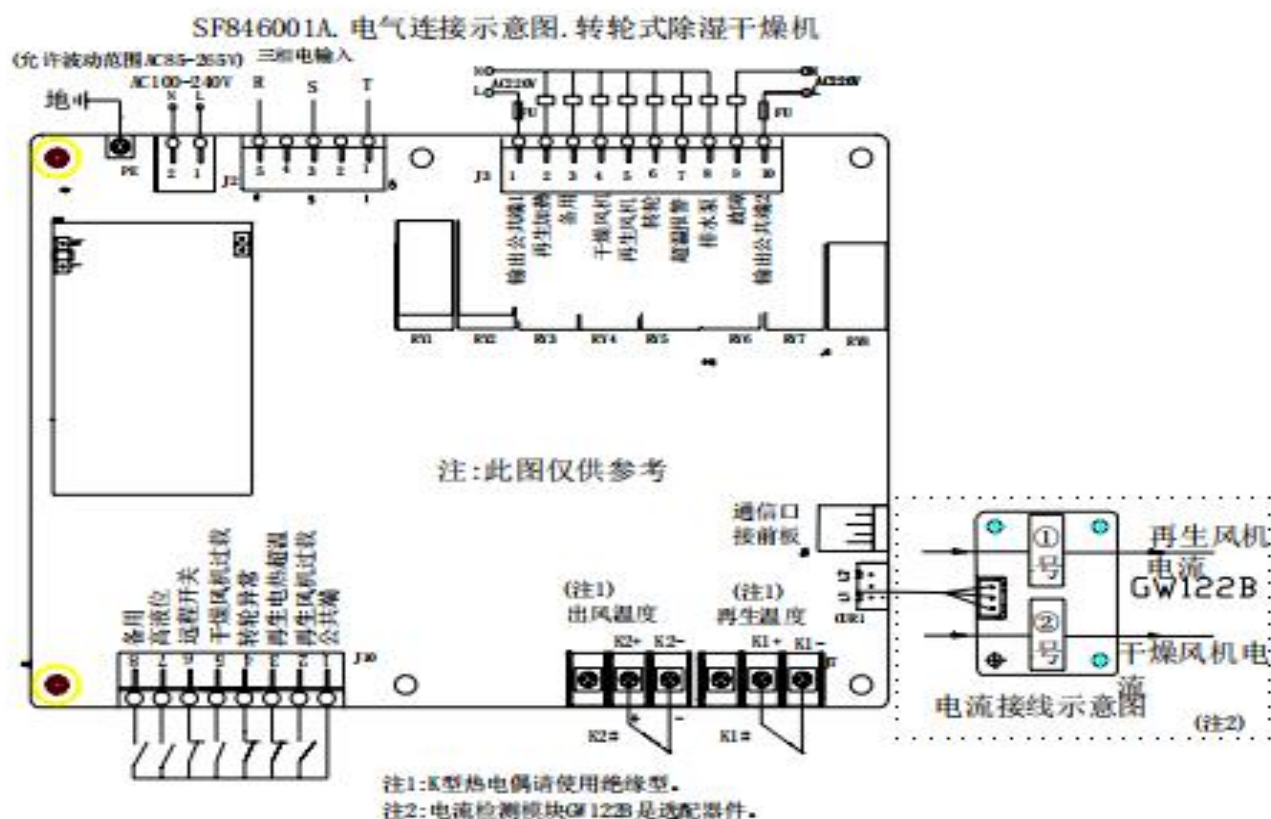 SF846001A.电气连接示意图.转轮式除湿干燥机
(允许波动范围AC85-265V)
三相电输入
AC100-240V
地
N
L
R
S
T
N
L
AC220V
FU
AC220V
N
L
FU
PE
2
1
J2
5
4
3
2
1
J3
1
2
3
4
5
6
7
8
9
10
输出公共端1
再生加热
备用
干燥风机
再生风机
转轮
超温报警
排水泵
故障
输出公共端2
RY1
RY2
RY3
RY4
RY5
RY6
RY7
RY8
注:此图仅供参考
通信口
接前板
备用
高液位
远程开关
干燥风机过载
转轮异常
再生电热超温
再生风机过载
公共端
J10
(注1)
出风温度
K2+
K2-
(注1)
再生温度
K1+
K1-
+
-
K2#
K1#
①号
②号
再生风机电流
GW122B
干燥风机电流
电流接线示意图
(注2)
注1:K型热电偶请使用绝缘型。
注2:电流检测模块GW122B是选配器件。